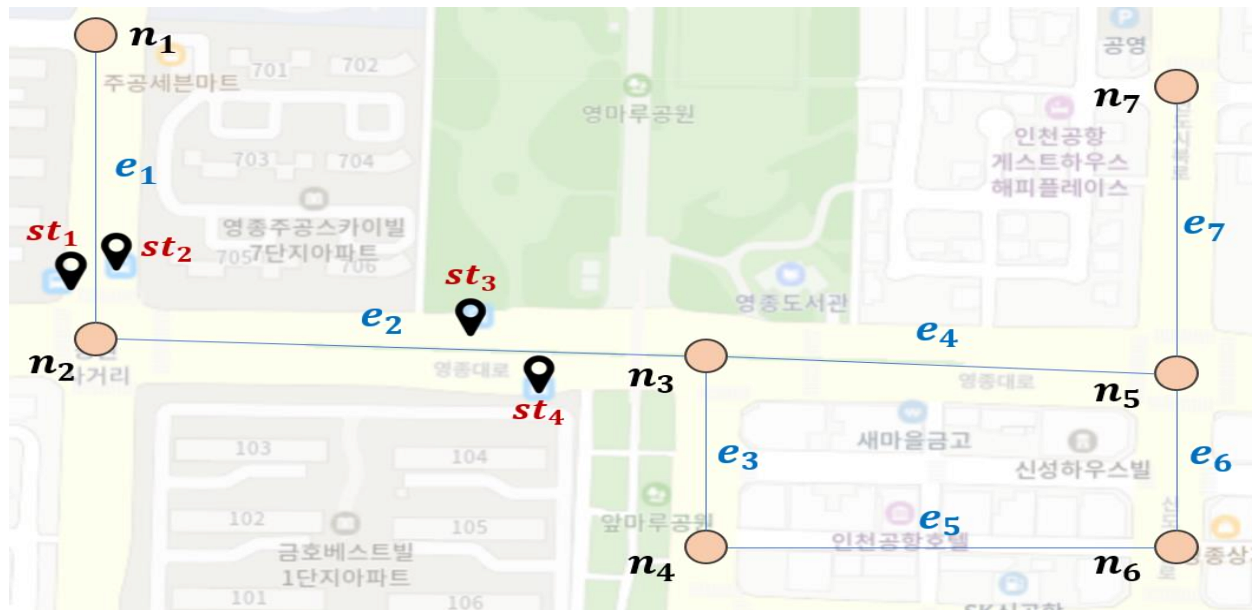 n₁
주공세븐마트
701
702
공영
n₇
영마루공원
인천공항
게스트하우스
해피플레이스
e₁
703
704
영종주공스카이빌
7단지아파트
705
706
st₁
st₂
st₃
e₇
영종도서관
e₂
e₄
n₂
사거리
영종대로
n₃
영종대로
n₅
st₄
새마을금고
신성하우스빌
103
104
e₃
e₆
102
105
앞마루공원
e₅
인천공항호텔
금호베스트빌
1단지아파트
n₄
n₆
101
106